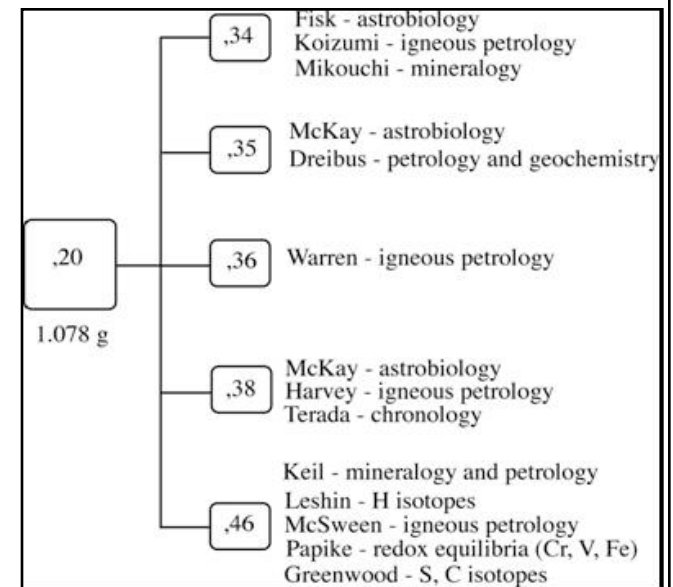 ,34
Fisk - astrobiology
Koizumi - igneous petrology
Mikouchi - mineralogy
,35
McKay - astrobiology
Dreibus - petrology and geochemistry
,20
1.078 g
,36
Warren - igneous petrology
,38
McKay - astrobiology
Harvey - igneous petrology
Terada - chronology
,46
Keil - mineralogy and petrology
Leshin - H isotopes
McSween - igneous petrology
Papike - redox equilibria (Cr, V, Fe)
Greenwood - S, C isotopes